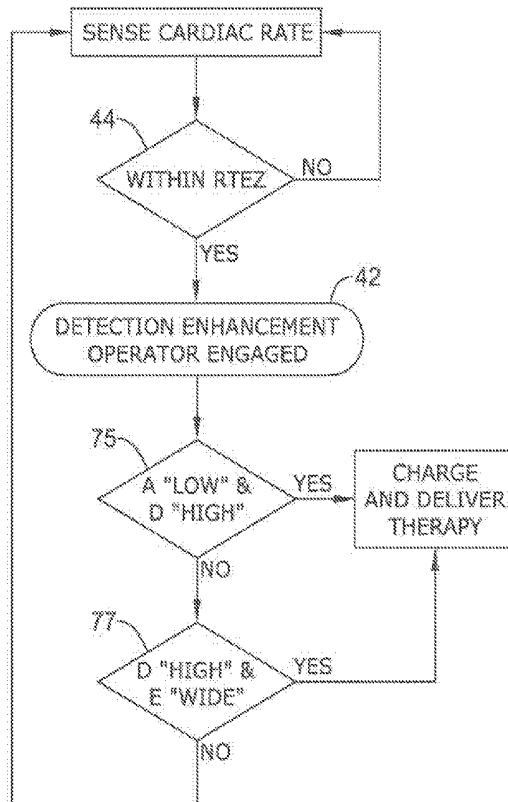 SENSE CARDIAC RATE
44
WITHIN RTEZ
NO
YES
42
DETECTION ENHANCEMENT
OPERATOR ENGAGED
75
A "LOW" &
D "HIGH"
YES
CHARGE
AND DELIVER
THERAPY
NO
77
D "HIGH" &
E "WIDE"
YES
NO